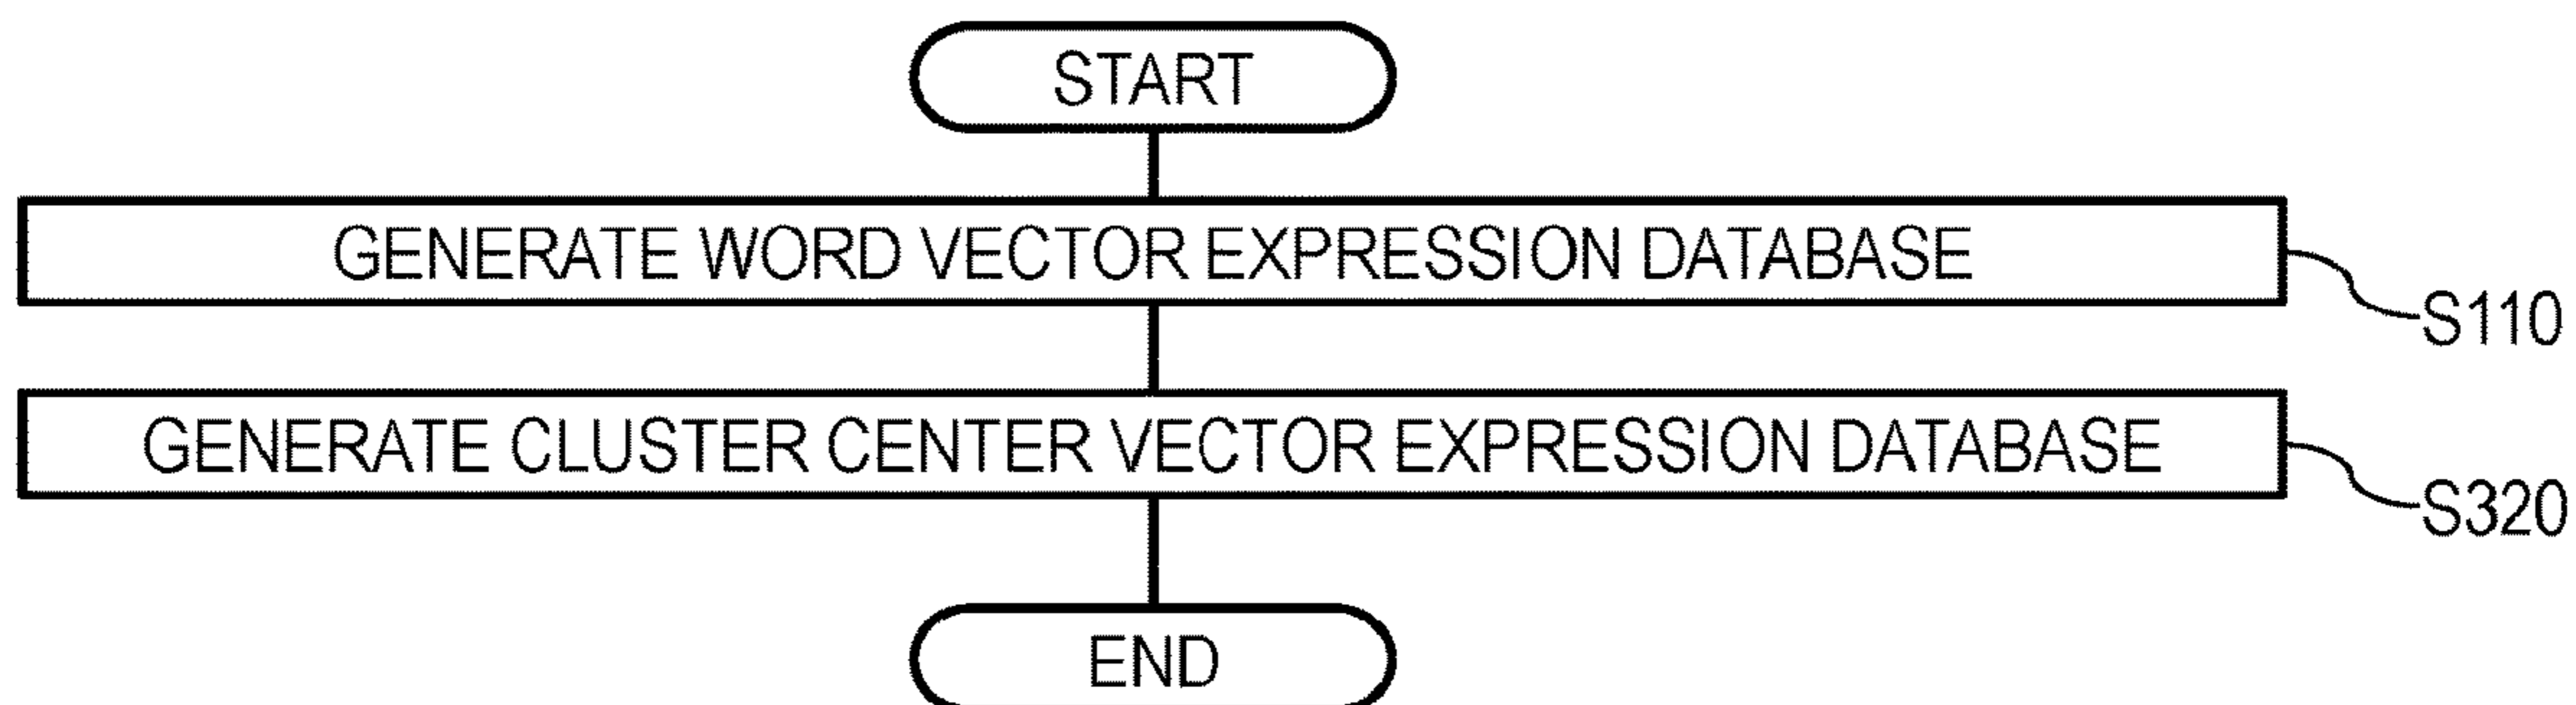 START
GENERATE WORD VECTOR EXPRESSION DATABASE
S110
GENERATE CLUSTER CENTER VECTOR EXPRESSION DATABASE
S320
END